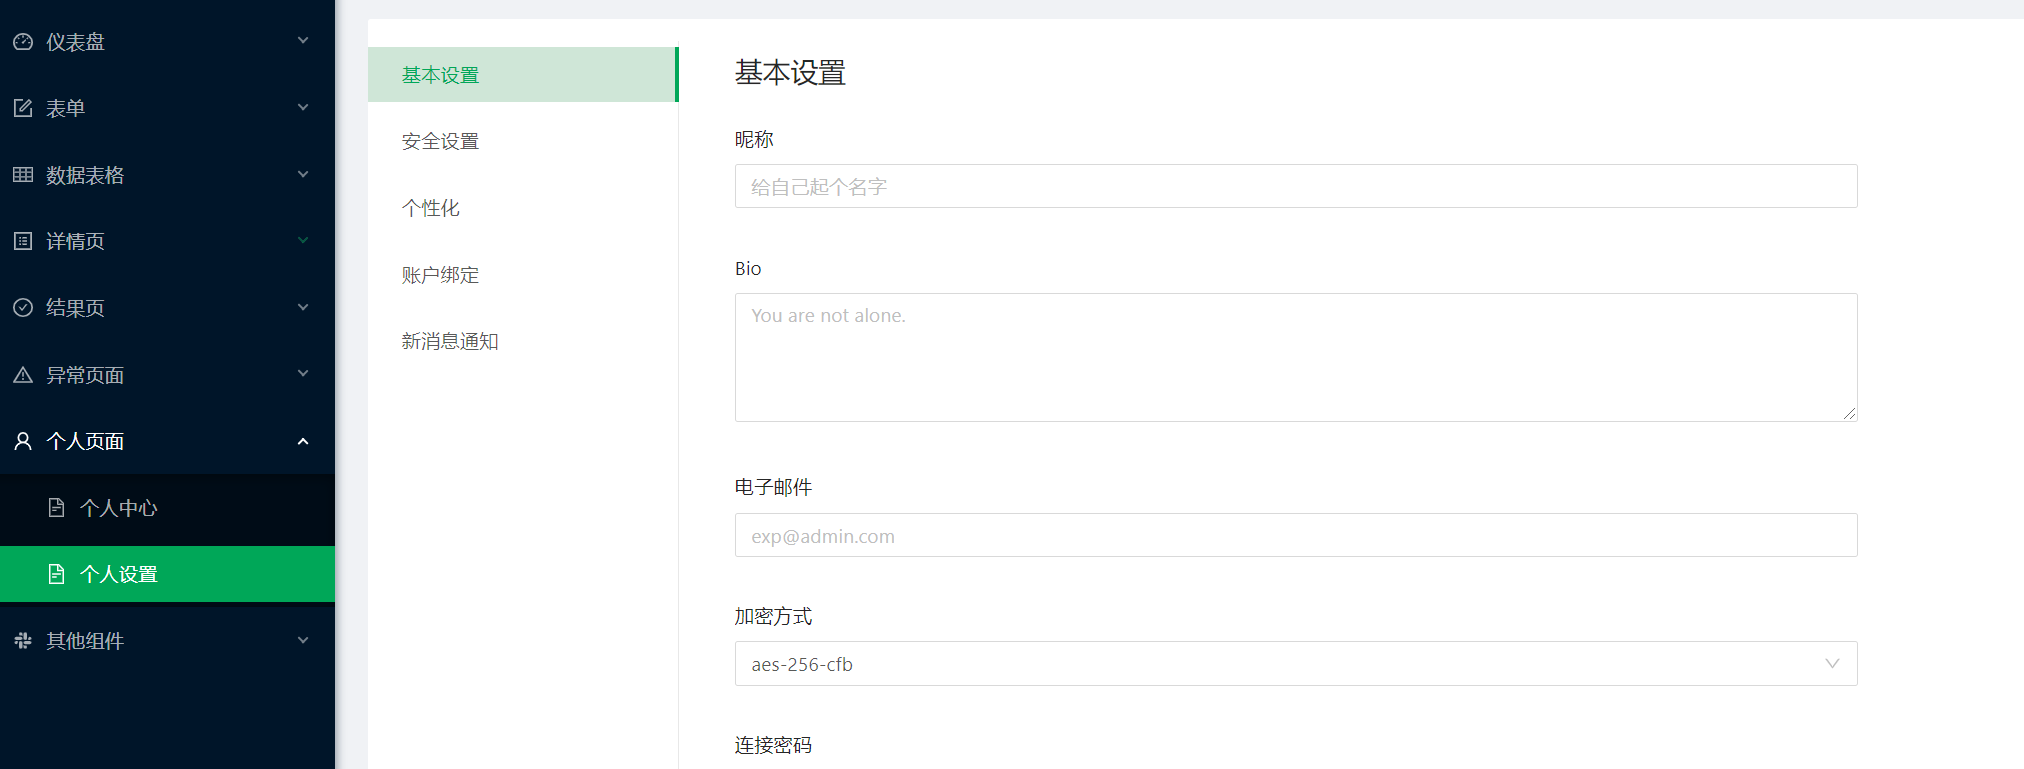 仪表盘
表单
数据表格
详情页
结果页
异常页面
个人页面
个人中心
个人设置
其他组件
基本设置
安全设置
个性化
账户绑定
新消息通知
基本设置
昵称
给自己起个名字
Bio
You are not alone.
电子邮件
exp@admin.com
加密方式
aes-256-cfb
连接密码